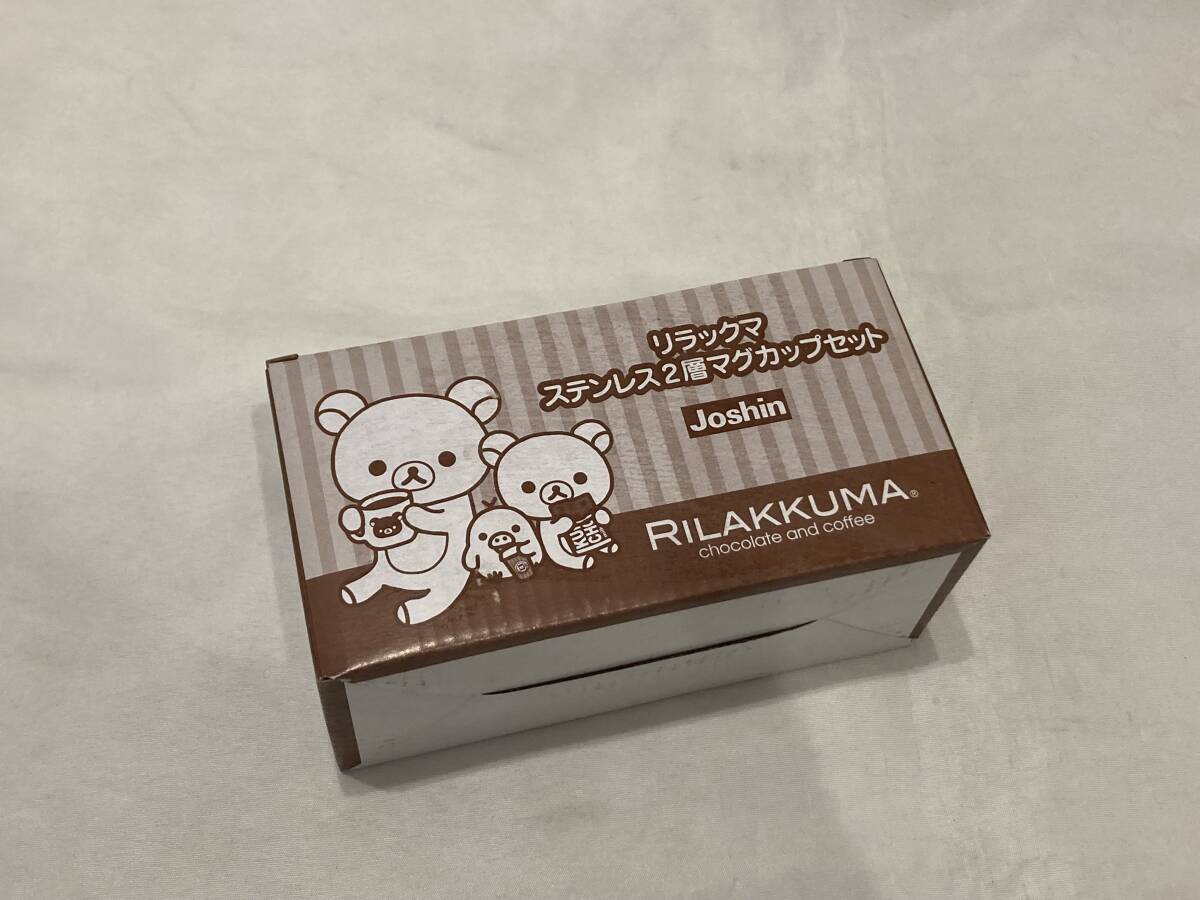 リラックマ
ステンレス2層マグカップセット
Joshin
RILAKKUMA®
chocolate and coffee